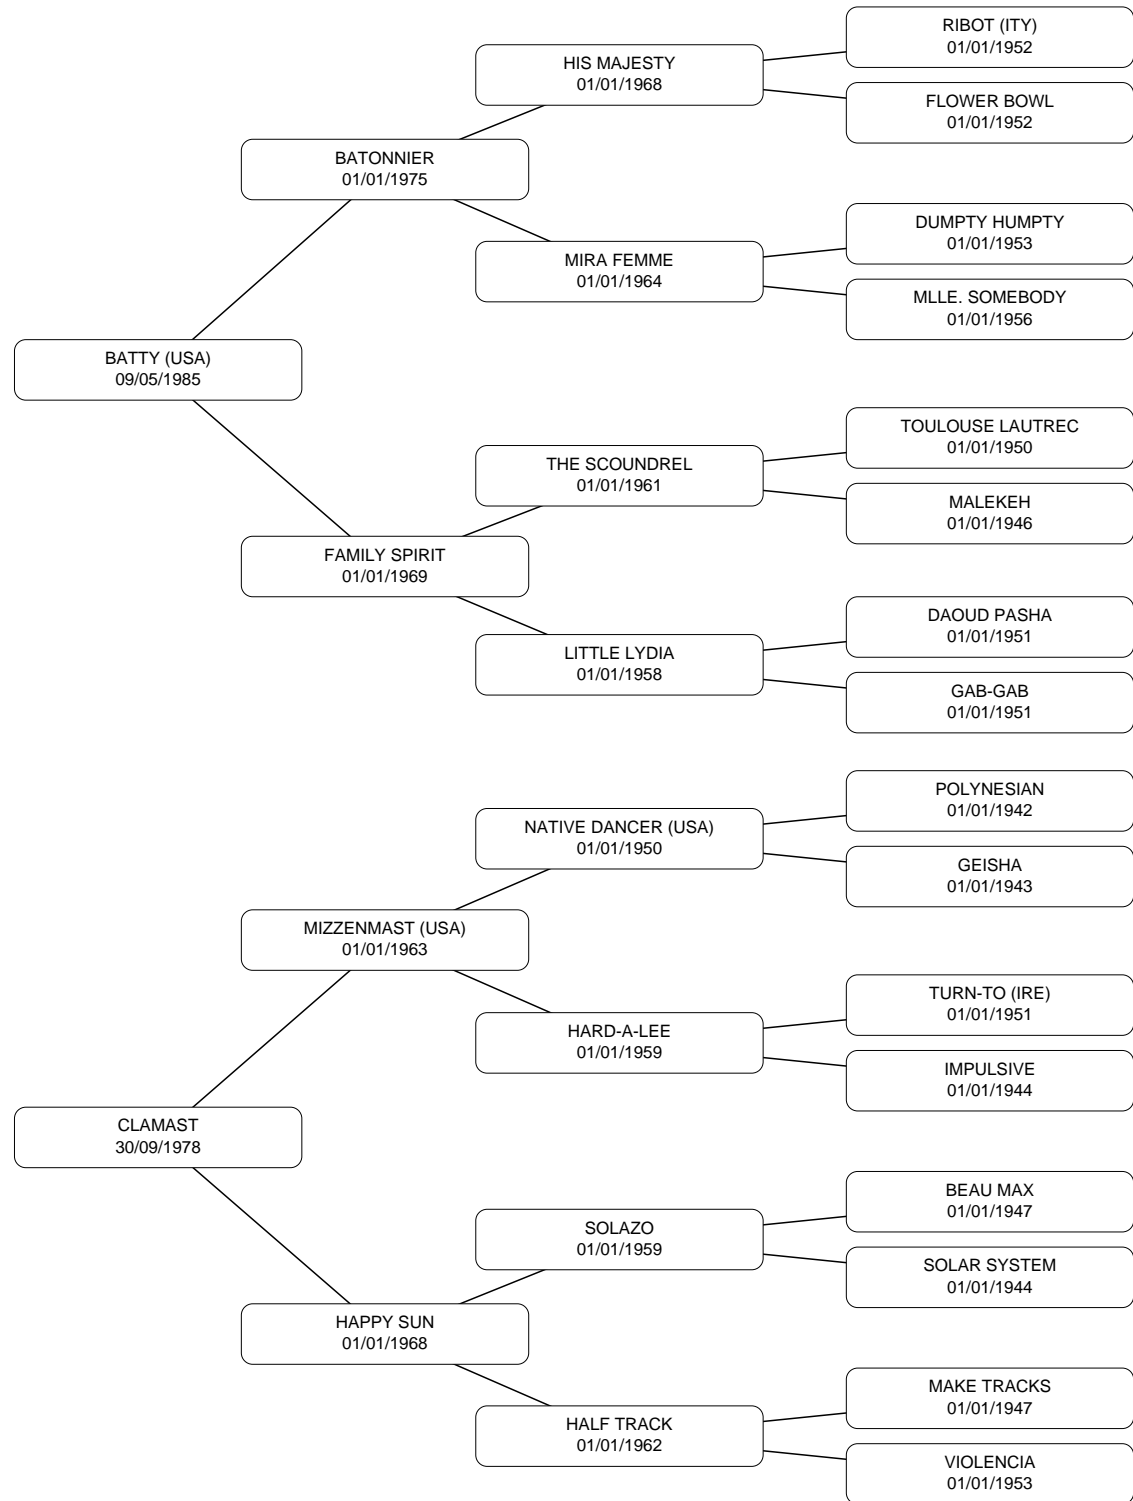 RIBOT (ITY)
01/01/1952
HIS MAJESTY
01/01/1968
FLOWER BOWL
01/01/1952
BATONNIER
01/01/1975
DUMPTY HUMPTY
01/01/1953
MIRA FEMME
01/01/1964
MLLE. SOMEBODY
01/01/1956
BATTY (USA)
09/05/1985
TOULOUSE LAUTREC
01/01/1950
THE SCOUNDREL
01/01/1961
MALEKEH
01/01/1946
FAMILY SPIRIT
01/01/1969
DAOUD PASHA
01/01/1951
LITTLE LYDIA
01/01/1958
GAB-GAB
01/01/1951
POLYNESIAN
01/01/1942
NATIVE DANCER (USA)
01/01/1950
GEISHA
01/01/1943
MIZZENMAST (USA)
01/01/1963
TURN-TO (IRE)
01/01/1951
HARD-A-LEE
01/01/1959
IMPULSIVE
01/01/1944
CLAMAST
30/09/1978
BEAU MAX
01/01/1947
SOLAZO
01/01/1959
SOLAR SYSTEM
01/01/1944
HAPPY SUN
01/01/1968
MAKE TRACKS
01/01/1947
HALF TRACK
01/01/1962
VIOLENCIA
01/01/1953